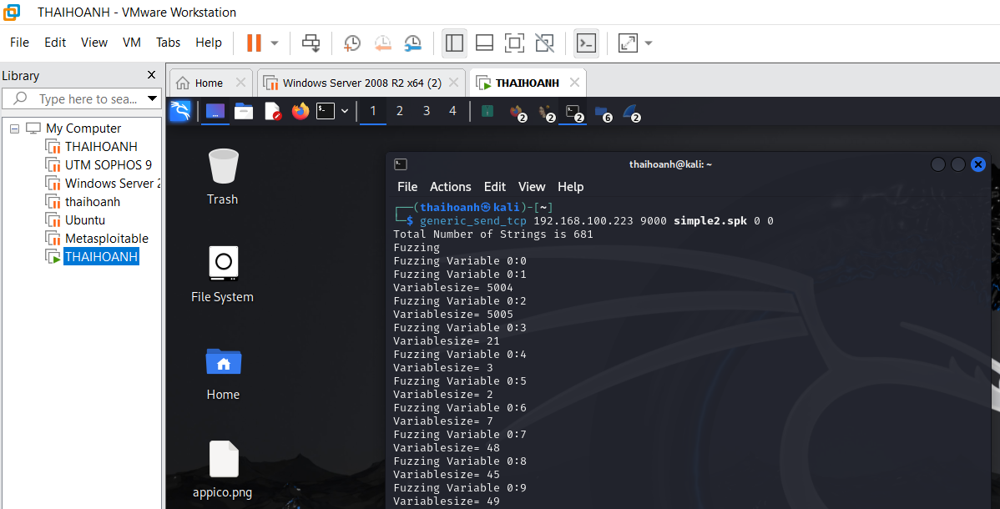 THAIHOANH - VMware Workstation
File Edit View VM Tabs Help
Library
Type here to sea...
My Computer
THAIHOANH
UTM SOPHOS 9
Windows Server 2
thaihoanh
Ubuntu
Metasploitable
THAIHOANH
Home
Windows Server 2008 R2 x64 (2)
THAIHOANH
1 2 3 4
2
2
2
6
2
Trash
File System
Home
appico.png
thaihoanh@kali: ~
File Actions Edit View Help
(thaihoanh㉿kali)-[~]
$ generic_send_tcp 192.168.100.223 9000 simple2.spk 0 0
Total Number of Strings is 681
Fuzzing
Fuzzing Variable 0:0
Fuzzing Variable 0:1
Variablesize= 5004
Fuzzing Variable 0:2
Variablesize= 5005
Fuzzing Variable 0:3
Variablesize= 21
Fuzzing Variable 0:4
Variablesize= 3
Fuzzing Variable 0:5
Variablesize= 2
Fuzzing Variable 0:6
Variablesize= 7
Fuzzing Variable 0:7
Variablesize= 48
Fuzzing Variable 0:8
Variablesize= 45
Fuzzing Variable 0:9
Variablesize= 49